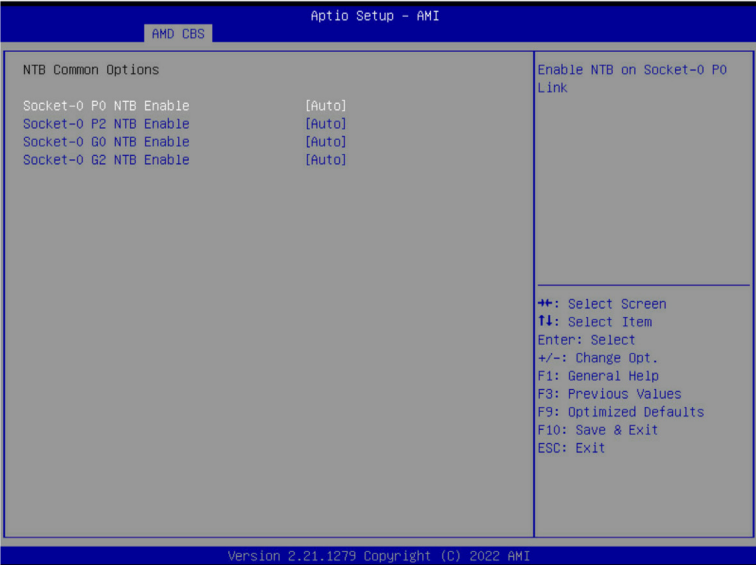 Aptio Setup – AMI
AMD CBS
NTB Common Options
Socket-0 P0 NTB Enable [Auto]
Socket-0 P2 NTB Enable [Auto]
Socket-0 G0 NTB Enable [Auto]
Socket-0 G2 NTB Enable [Auto]
Enable NTB on Socket-0 P0
Link
→←: Select Screen
↑↓: Select Item
Enter: Select
+/-: Change Opt.
F1: General Help
F3: Previous Values
F9: Optimized Defaults
F10: Save & Exit
ESC: Exit
Version 2.21.1279 Copyright (C) 2022 AMI